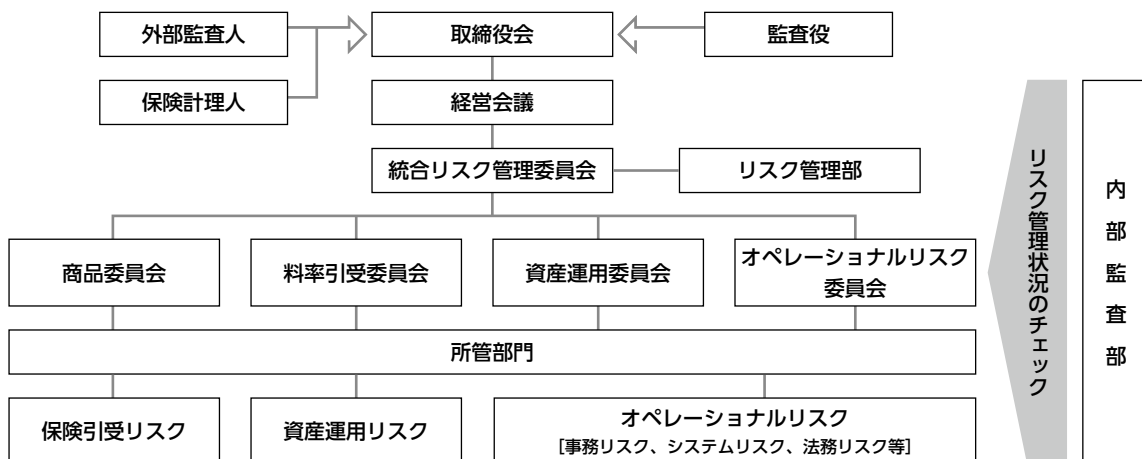 外部監査人
取締役会
監査役
保険計理人
経営会議
統合リスク管理委員会
リスク管理部
商品委員会
料率引受委員会
資産運用委員会
オペレーショナルリスク
委員会
所管部門
保険引受リスク
資産運用リスク
オペレーショナルリスク
[事務リスク、システムリスク、法務リスク等]
リスク管理状況のチェック
内部監査部